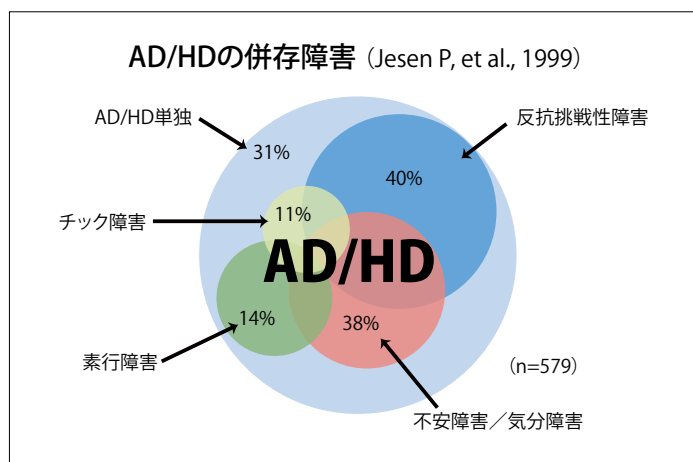 AD/HDの併存障害（Jesen P, et al., 1999）
AD/HD単独
反抗挑戦性障害
31%
40%
チック障害
11%
AD/HD
14%
38%
素行障害
(n=579)
不安障害／気分障害